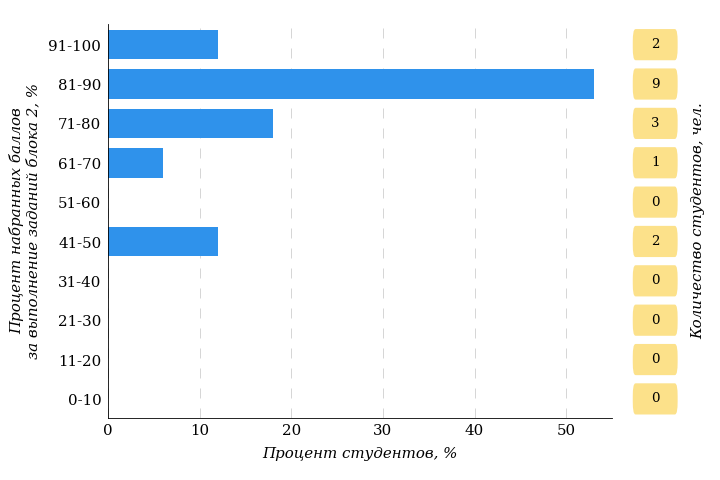 Процент набранных баллов
за выполнение заданий блока 2, %
91-100 2
81-90 9
71-80 3
61-70 1
51-60 0
41-50 2
31-40 0
21-30 0
11-20 0
0-10 0
0 10 20 30 40 50
Процент студентов, %
Количество студентов, чел.